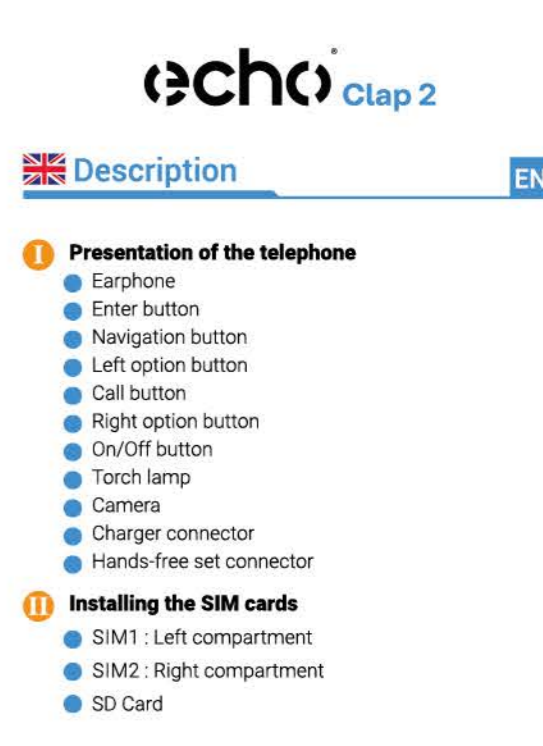 echo® Clap 2
Description
EN
I Presentation of the telephone
Earphone
Enter button
Navigation button
Left option button
Call button
Right option button
On/Off button
Torch lamp
Camera
Charger connector
Hands-free set connector
II Installing the SIM cards
SIM1 : Left compartment
SIM2 : Right compartment
SD Card